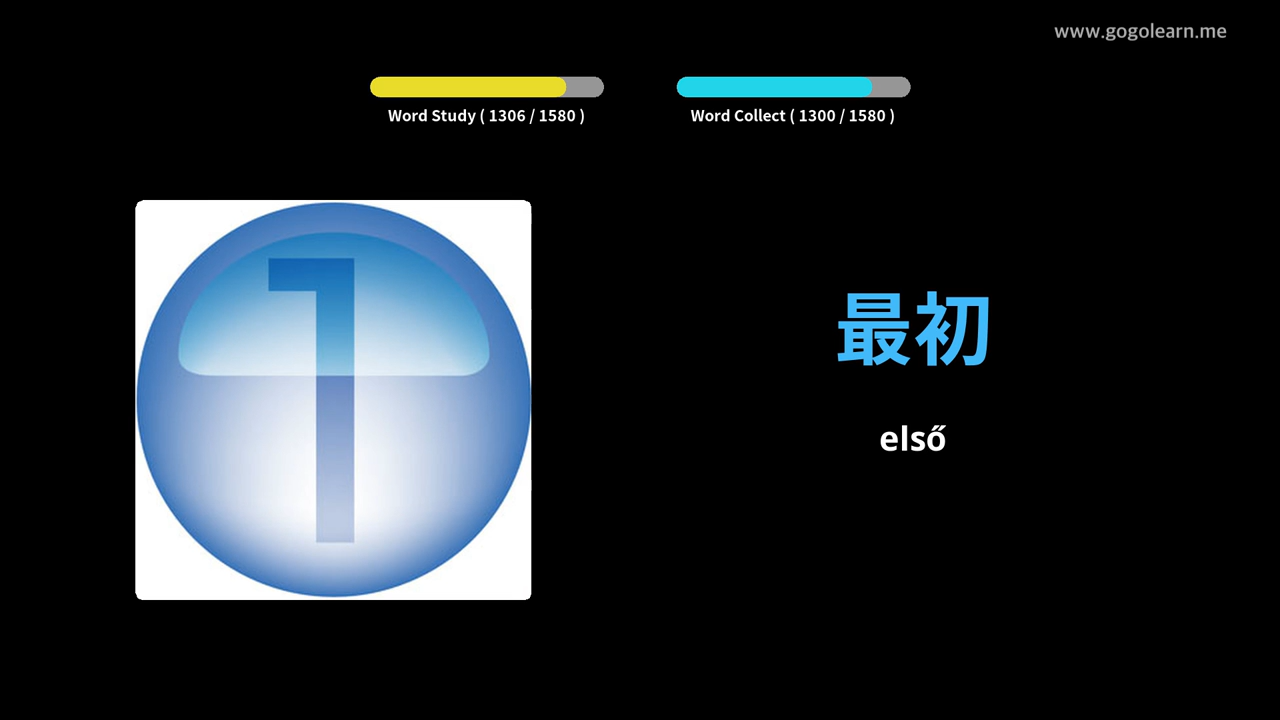 www.gogolearn.me
Word Study ( 1306 / 1580 )
Word Collect ( 1300 / 1580 )
1
最初
első